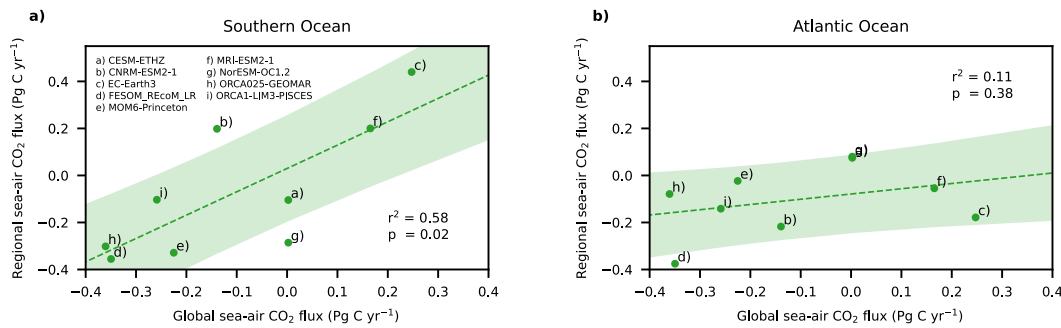 a)
Southern Ocean
Regional sea-air CO₂ flux (Pg C yr⁻¹)
0.4
0.2
0.0
−0.2
−0.4
a) CESM-ETHZ
b) CNRM-ESM2-1
c) EC-Earth3
d) FESOM_REcoM_LR
e) MOM6-Princeton
f) MRI-ESM2-1
g) NorESM-OC1.2
h) ORCA025-GEOMAR
i) ORCA1-LIM3-PISCES
c)
b)
f)
i)
a)
h)
d)
e)
g)
r² = 0.58
p = 0.02
−0.4 −0.3 −0.2 −0.1 0.0 0.1 0.2 0.3 0.4
Global sea-air CO₂ flux (Pg C yr⁻¹)
b)
Atlantic Ocean
Regional sea-air CO₂ flux (Pg C yr⁻¹)
0.4
0.2
0.0
−0.2
−0.4
r² = 0.11
p = 0.38
g)
h)
e)
i)
b)
f)
c)
d)
−0.4 −0.3 −0.2 −0.1 0.0 0.1 0.2 0.3 0.4
Global sea-air CO₂ flux (Pg C yr⁻¹)